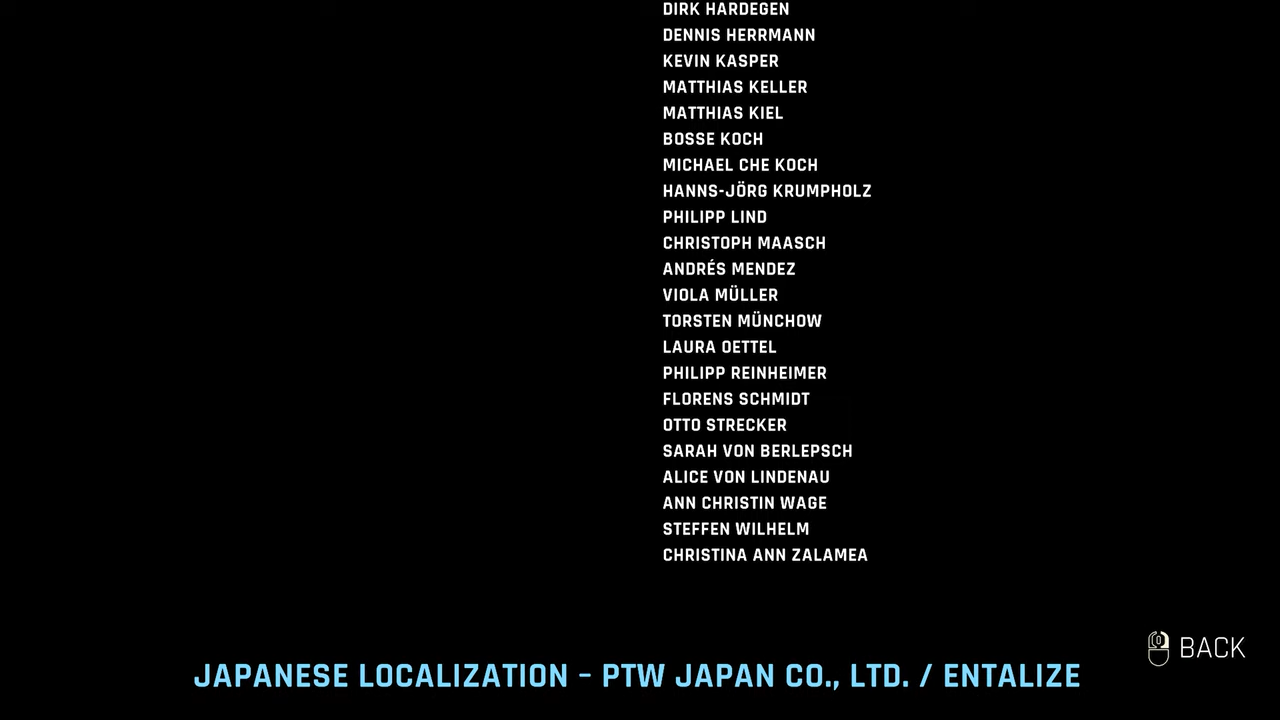 DIRK HARDEGEN
DENNIS HERRMANN
KEVIN KASPER
MATTHIAS KELLER
MATTHIAS KIEL
BOSSE KOCH
MICHAEL CHE KOCH
HANNS-JÖRG KRUMPHOLZ
PHILIPP LIND
CHRISTOPH MAASCH
ANDRÉS MENDEZ
VIOLA MÜLLER
TORSTEN MÜNCHOW
LAURA OETTEL
PHILIPP REINHEIMER
FLORENS SCHMIDT
OTTO STRECKER
SARAH VON BERLEPSCH
ALICE VON LINDENAU
ANN CHRISTIN WAGE
STEFFEN WILHELM
CHRISTINA ANN ZALAMEA
BACK
JAPANESE LOCALIZATION - PTW JAPAN CO., LTD. / ENTALIZE